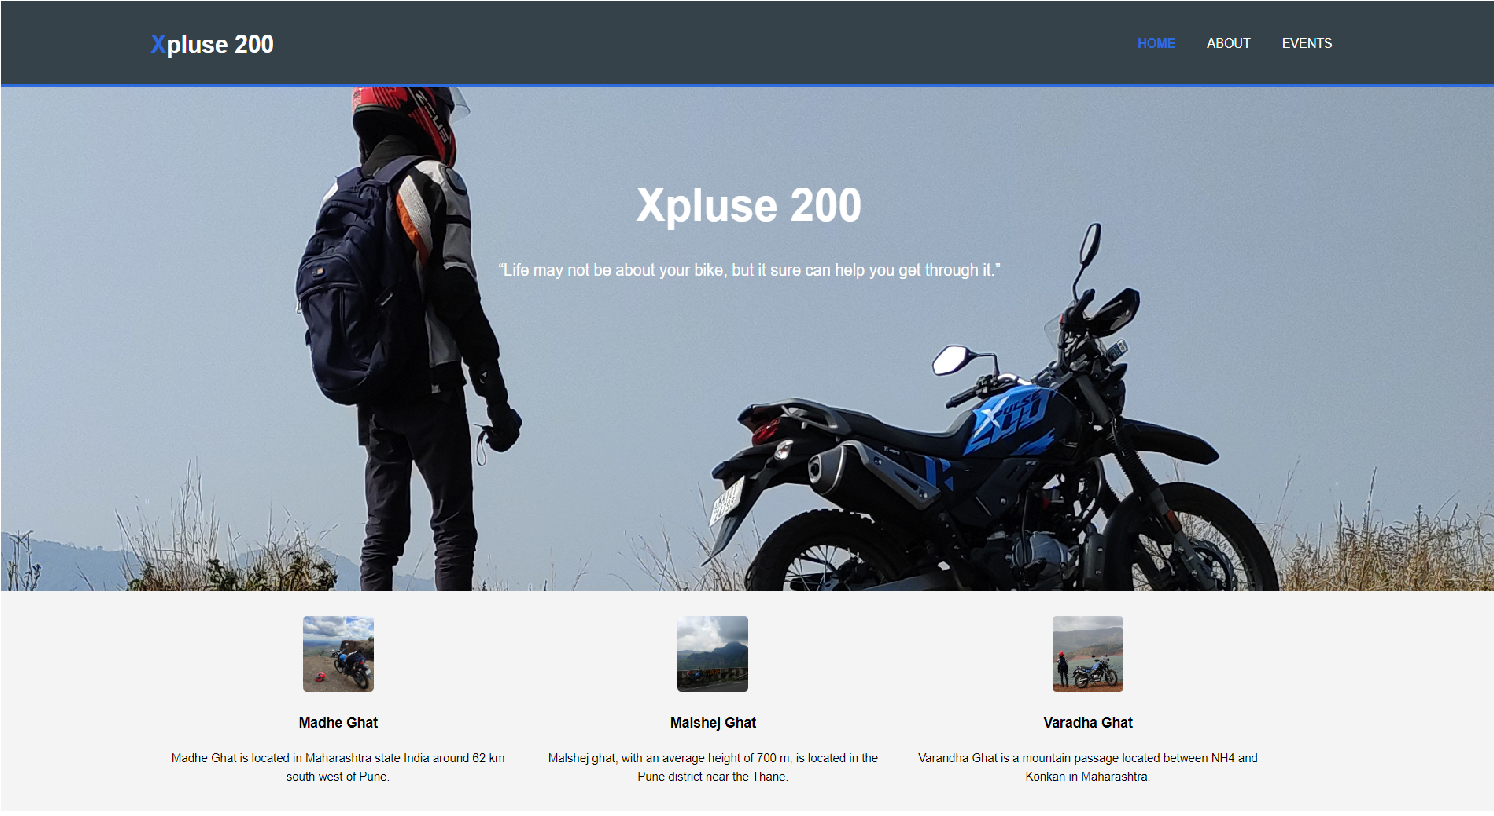 Xpluse 200
HOME ABOUT EVENTS
Xpluse 200
“Life may not be about your bike, but it sure can help you get through it.”
XPULSE
200
Madhe Ghat
Madhe Ghat is located in Maharashtra state India around 62 km
south west of Pune.
Malshej Ghat
Malshej ghat, with an average height of 700 m, is located in the
Pune district near the Thane.
Varadha Ghat
Varandha Ghat is a mountain passage located between NH4 and
Konkan in Maharashtra.